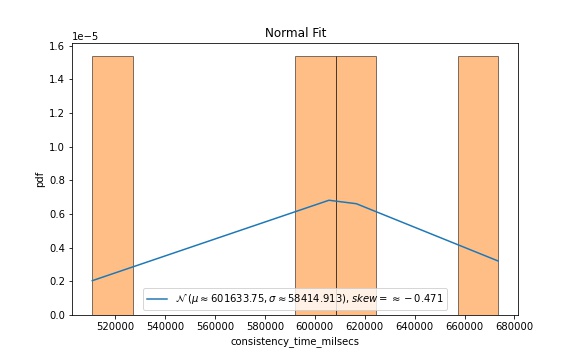 Normal Fit
1e−5
1.6
1.4
1.2
1.0
0.8
0.6
0.4
0.2
0.0
pdf
𝒩(μ ≈ 601633.75, σ ≈ 58414.913), skew = ≈ −0.471
520000 540000 560000 580000 600000 620000 640000 660000 680000
consistency_time_milsecs